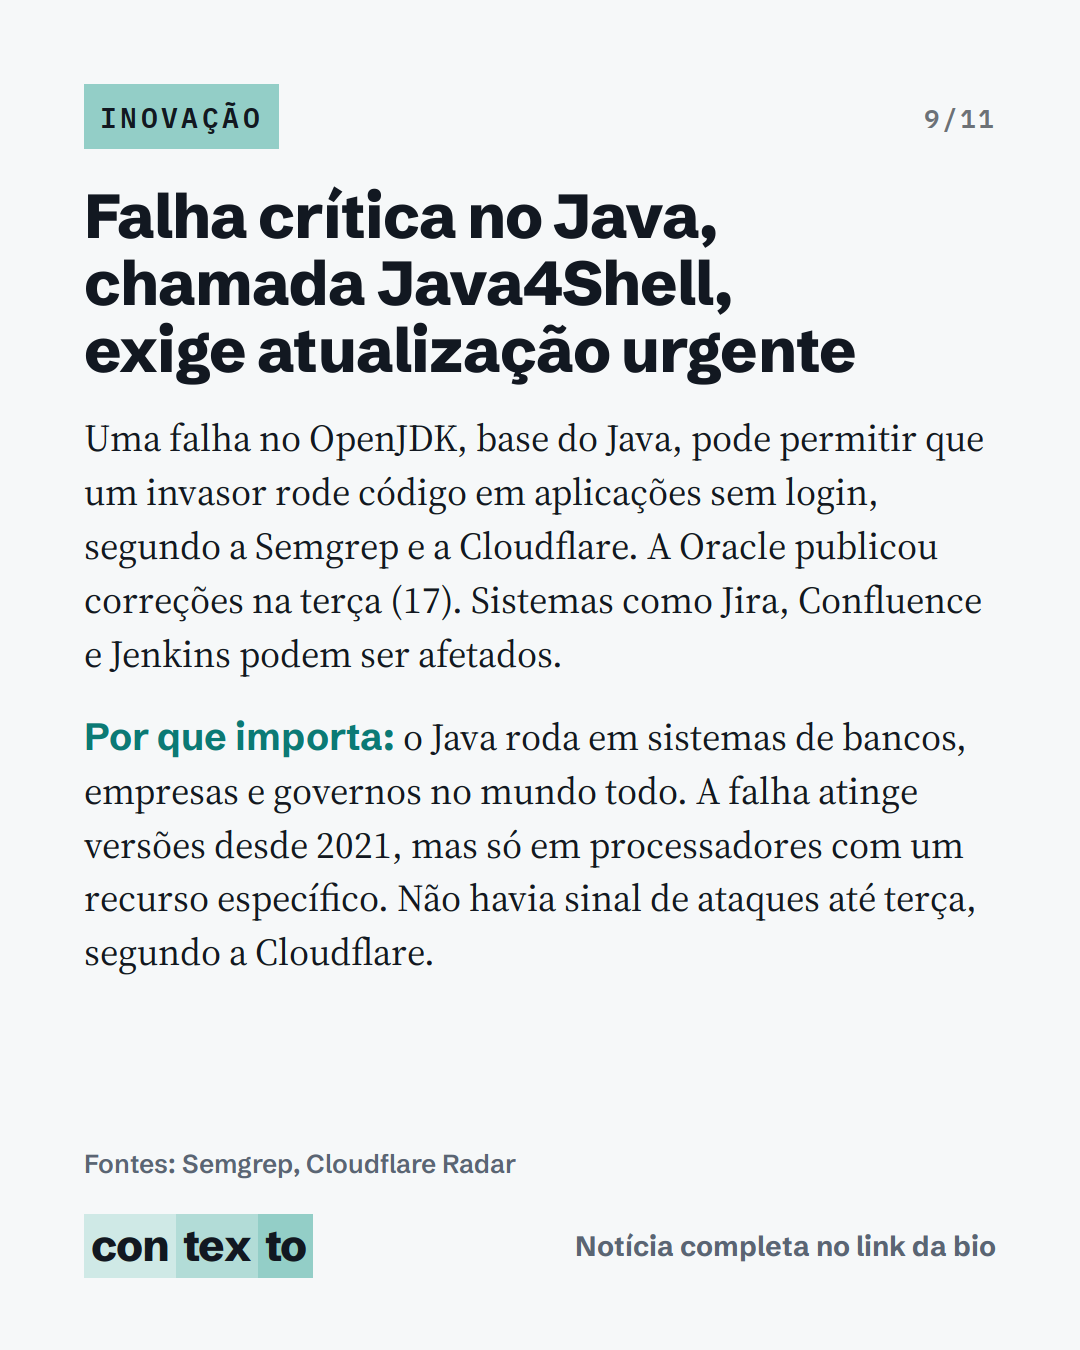 INOVAÇÃO
9/11
Falha crítica no Java,
chamada Java4Shell,
exige atualização urgente
Uma falha no OpenJDK, base do Java, pode permitir que
um invasor rode código em aplicações sem login,
segundo a Semgrep e a Cloudflare. A Oracle publicou
correções na terça (17). Sistemas como Jira, Confluence
e Jenkins podem ser afetados.
Por que importa: o Java roda em sistemas de bancos,
empresas e governos no mundo todo. A falha atinge
versões desde 2021, mas só em processadores com um
recurso específico. Não havia sinal de ataques até terça,
segundo a Cloudflare.
Fontes: Semgrep, Cloudflare Radar
con tex to
Notícia completa no link da bio